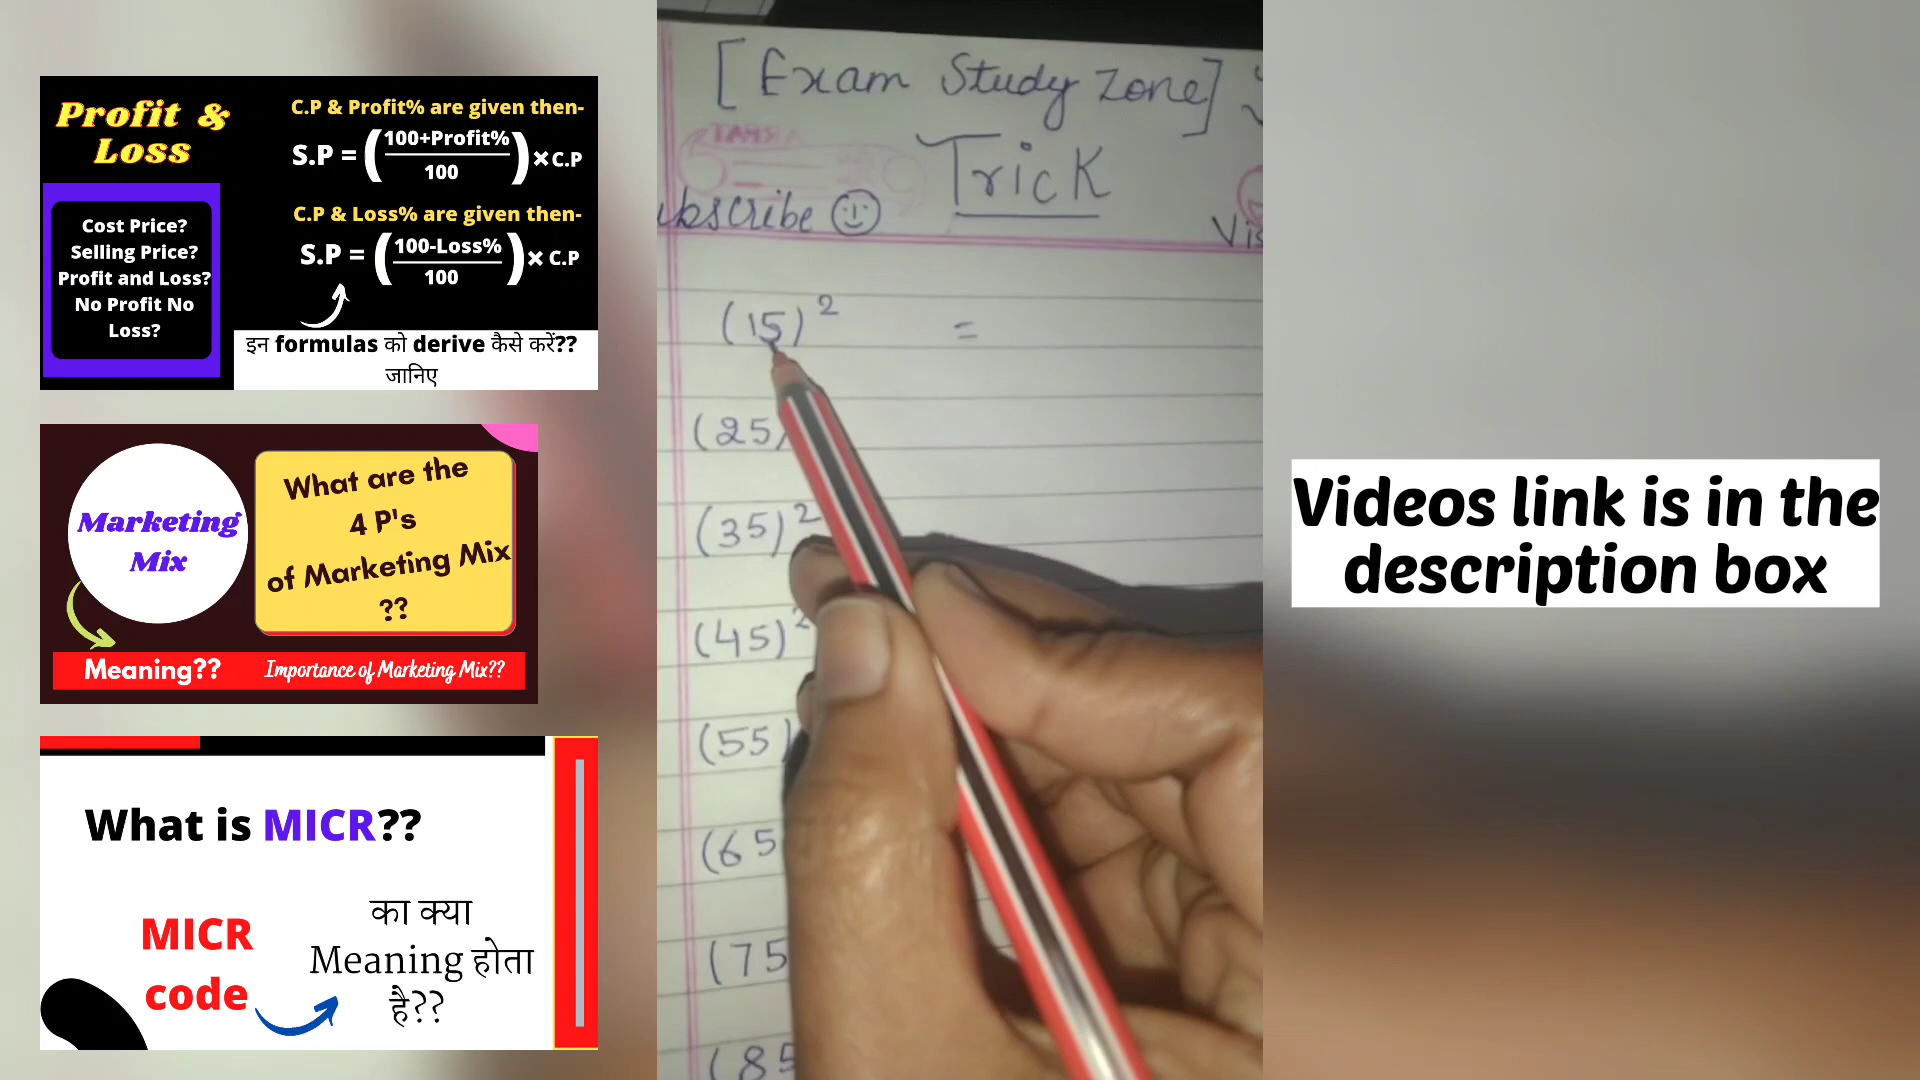 Profit &
Loss
Cost Price?
Selling Price?
Profit and Loss?
No Profit No
Loss?
C.P & Profit% are given then-
S.P = (100+Profit%/100) × C.P
C.P & Loss% are given then-
S.P = (100-Loss%/100) × C.P
इन formulas को derive कैसे करें??
जानिए
Marketing
Mix
What are the
4 P's
of Marketing Mix
??
Meaning??
Importance of Marketing Mix??
What is MICR??
MICR
code
का क्या
Meaning होता
है??
[Exam Study Zone]
Trick
ubscribe
Vis
(15)² =
(25)
(35)²
(45)²
(55)
(65
(75
(85
Videos link is in the
description box